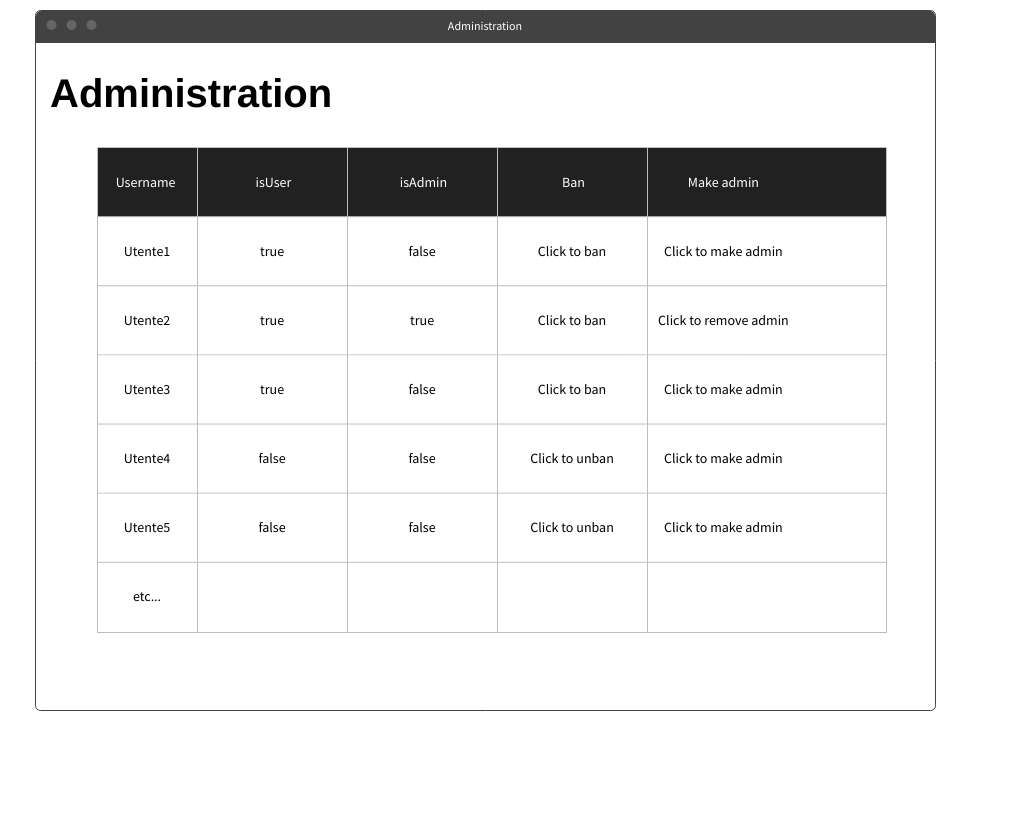 Administration
Administration
Username isUser isAdmin Ban Make admin
Utente1 true false Click to ban Click to make admin
Utente2 true true Click to ban Click to remove admin
Utente3 true false Click to ban Click to make admin
Utente4 false false Click to unban Click to make admin
Utente5 false false Click to unban Click to make admin
etc...